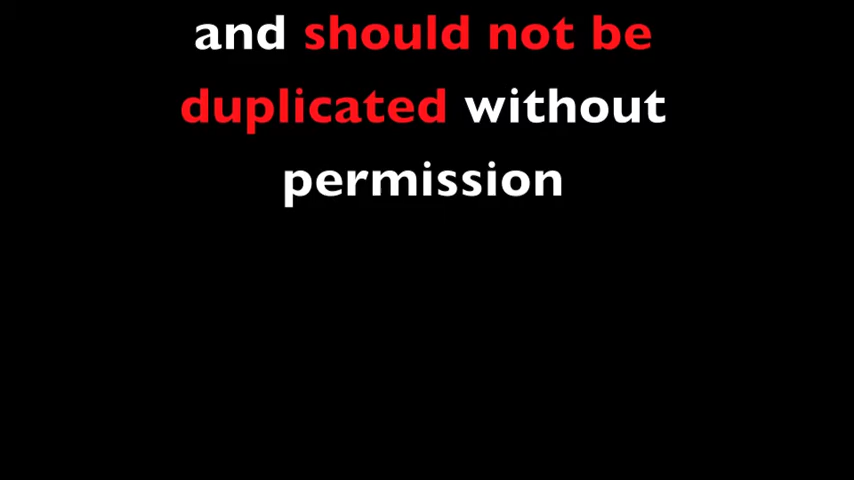 and should not be
duplicated without
permission